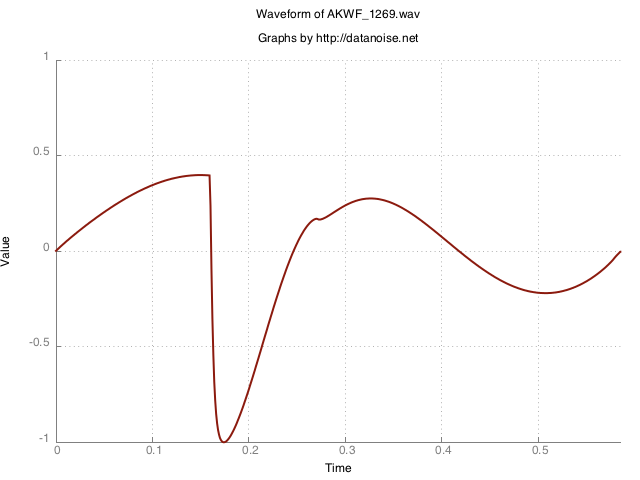 Waveform of AKWF_1269.wav
Graphs by http://datanoise.net
1
0.5
0
-0.5
-1
Value
0 0.1 0.2 0.3 0.4 0.5
Time